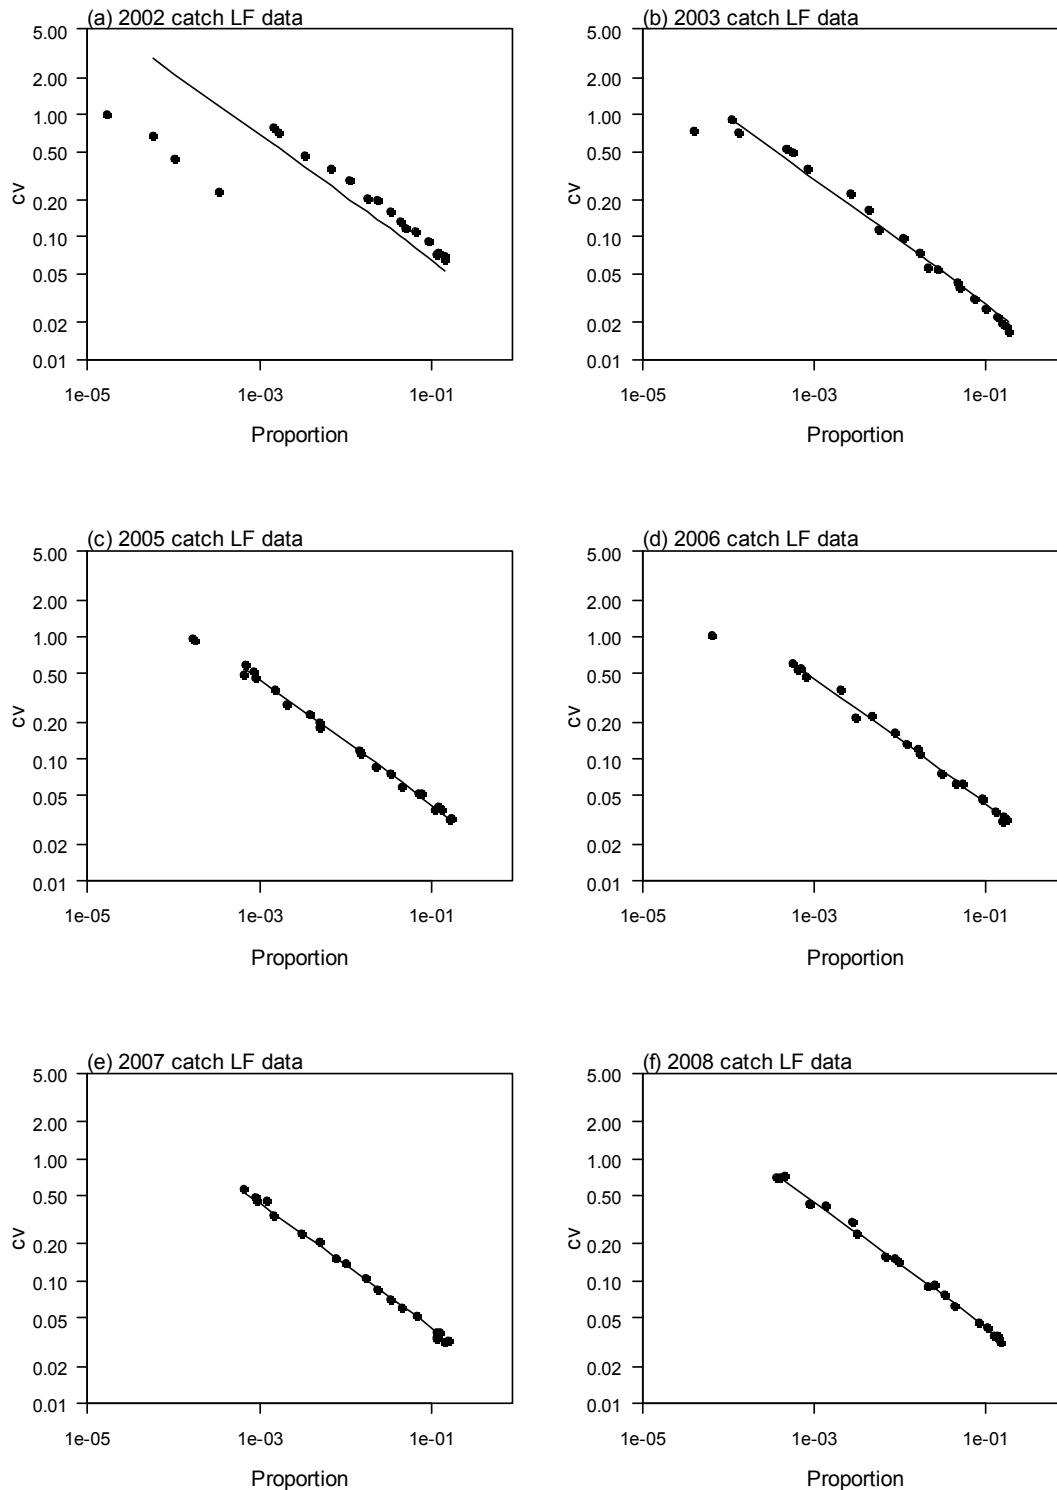 (a) 2002 catch LF data
5.00
2.00
1.00
0.50
0.20
0.10
0.05
0.02
0.01
cv
1e-05
1e-03
1e-01
Proportion
(b) 2003 catch LF data
5.00
2.00
1.00
0.50
0.20
0.10
0.05
0.02
0.01
cv
1e-05
1e-03
1e-01
Proportion
(c) 2005 catch LF data
5.00
2.00
1.00
0.50
0.20
0.10
0.05
0.02
0.01
cv
1e-05
1e-03
1e-01
Proportion
(d) 2006 catch LF data
5.00
2.00
1.00
0.50
0.20
0.10
0.05
0.02
0.01
cv
1e-05
1e-03
1e-01
Proportion
(e) 2007 catch LF data
5.00
2.00
1.00
0.50
0.20
0.10
0.05
0.02
0.01
cv
1e-05
1e-03
1e-01
Proportion
(f) 2008 catch LF data
5.00
2.00
1.00
0.50
0.20
0.10
0.05
0.02
0.01
cv
1e-05
1e-03
1e-01
Proportion